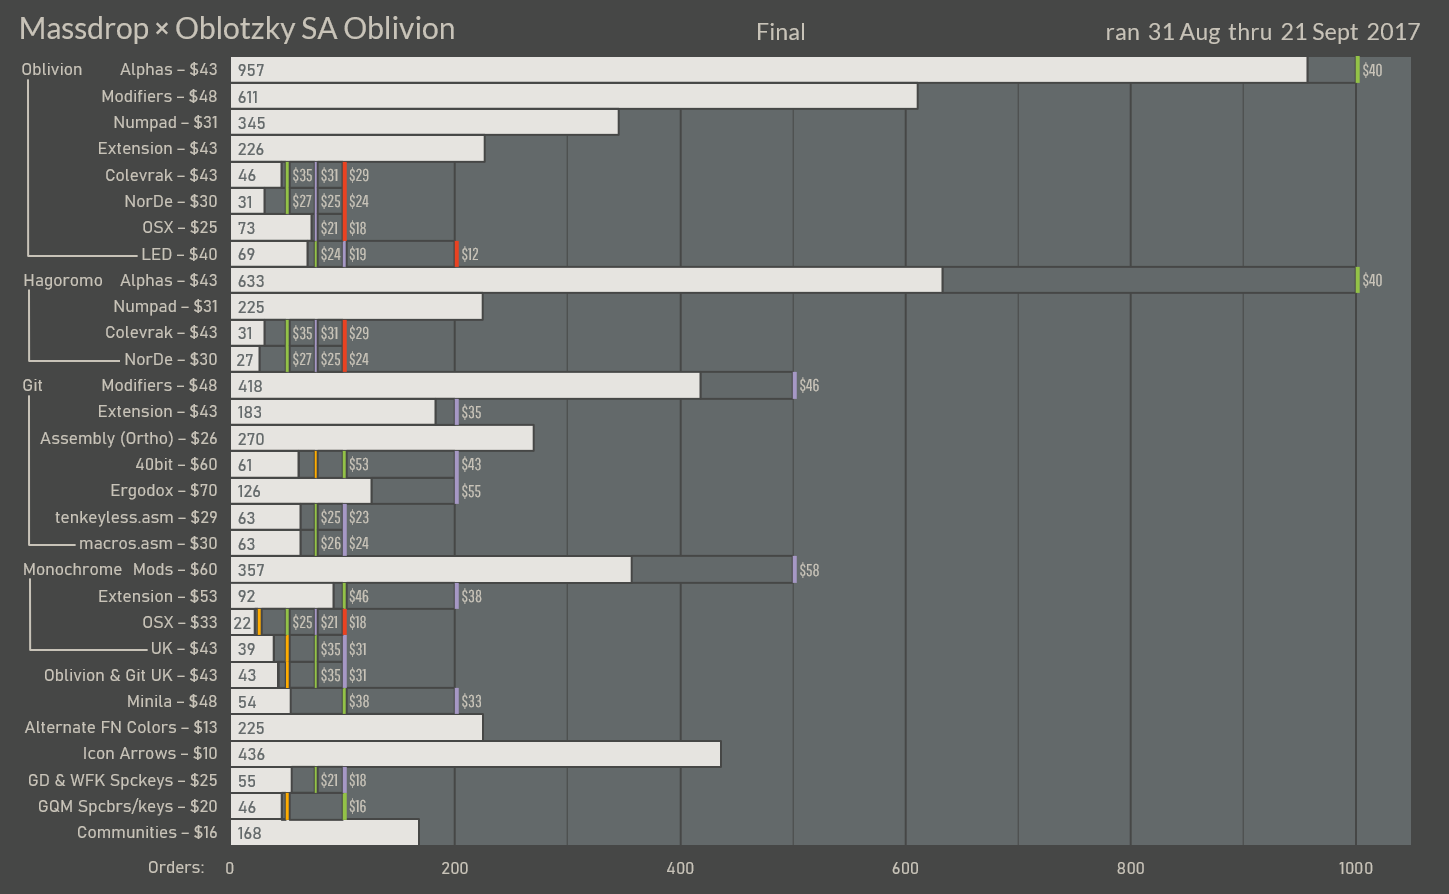 Massdrop × Oblotzky SA Oblivion Final ran 31 Aug thru 21 Sept 2017
Oblivion Alphas – $43 957 $40
Modifiers – $48 611
Numpad – $31 345
Extension – $43 226
Colevrak – $43 46 $35 $31 $29
NorDe – $30 31 $27 $25 $24
OSX – $25 73 $21 $18
LED – $40 69 $24 $19 $12
Hagoromo Alphas – $43 633 $40
Numpad – $31 225
Colevrak – $43 31 $35 $31 $29
NorDe – $30 27 $27 $25 $24
Git Modifiers – $48 418 $46
Extension – $43 183 $35
Assembly (Ortho) – $26 270
40bit – $60 61 $53 $43
Ergodox – $70 126 $55
tenkeyless.asm – $29 63 $25 $23
macros.asm – $30 63 $26 $24
Monochrome Mods – $60 357 $58
Extension – $53 92 $46 $38
OSX – $33 22 $25 $21 $18
UK – $43 39 $35 $31
Oblivion & Git UK – $43 43 $35 $31
Minila – $48 54 $38 $33
Alternate FN Colors – $13 225
Icon Arrows – $10 436
GD & WFK Spckeys – $25 55 $21 $18
GQM Spcbrs/keys – $20 46 $16
Communities – $16 168
Orders: 0 200 400 600 800 1000